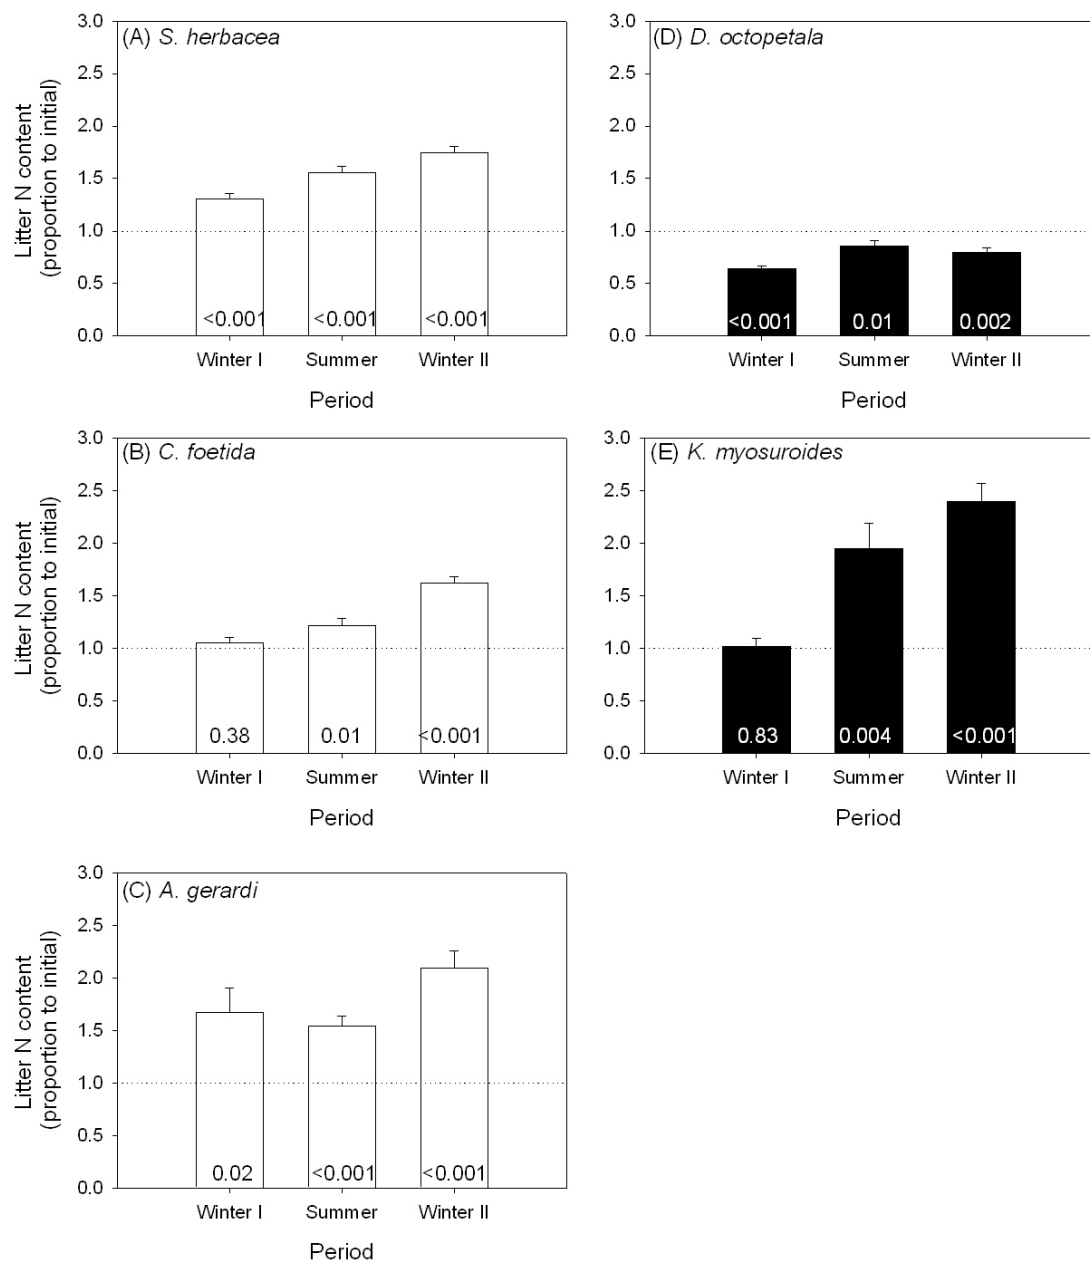 (A) S. herbacea
3.0
2.5
2.0
1.5
1.0
0.5
0.0
Litter N content
(proportion to initial)
<0.001 <0.001 <0.001
Winter I Summer Winter II
Period
(D) D. octopetala
3.0
2.5
2.0
1.5
1.0
0.5
0.0
<0.001 0.01 0.002
Winter I Summer Winter II
Period
(B) C. foetida
3.0
2.5
2.0
1.5
1.0
0.5
0.0
Litter N content
(proportion to initial)
0.38 0.01 <0.001
Winter I Summer Winter II
Period
(E) K. myosuroides
3.0
2.5
2.0
1.5
1.0
0.5
0.0
0.83 0.004 <0.001
Winter I Summer Winter II
Period
(C) A. gerardi
3.0
2.5
2.0
1.5
1.0
0.5
0.0
Litter N content
(proportion to initial)
0.02 <0.001 <0.001
Winter I Summer Winter II
Period